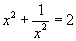 x² + 1/x² = 2